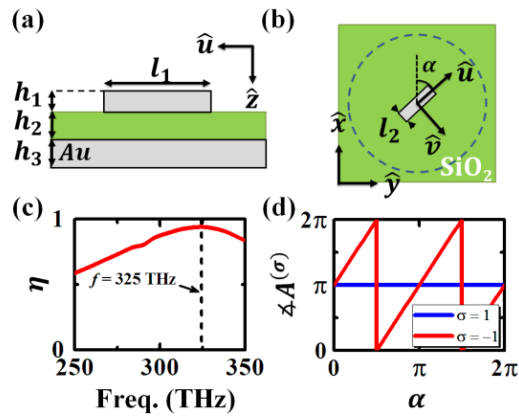 (a)
û
l₁
ẑ
h₁
h₂
h₃ Au
(b)
α
û
l₂
v̂
x̂
ŷ
SiO₂
(c)
1
η
f = 325 THz
0
250 300 350
Freq. (THz)
(d)
2π
∡A^(σ)
π
σ = 1
σ = −1
0
0 π 2π
α